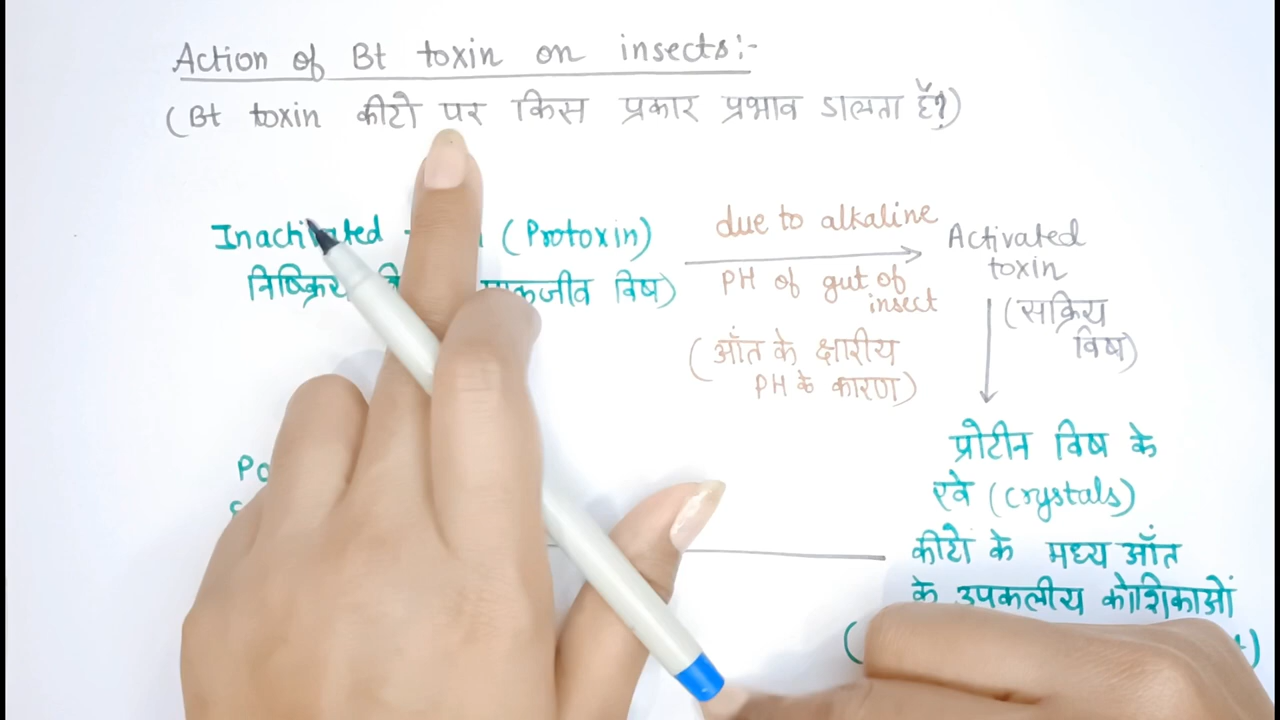 Action of Bt toxin on insects:-
(Bt toxin कीटो पर किस प्रकार प्रभाव डालता है?)
Inactivated (Protoxin)
निष्क्रिय विष)
due to alkaline
PH of gut of
insect
(आँत के क्षारीय
PH के कारण)
Activated
toxin
(सक्रिय
विष)
प्रोटीन विष के
रवे (Crystals)
कीटो के मध्य आँत
के उपकलीय कोशिकाओं